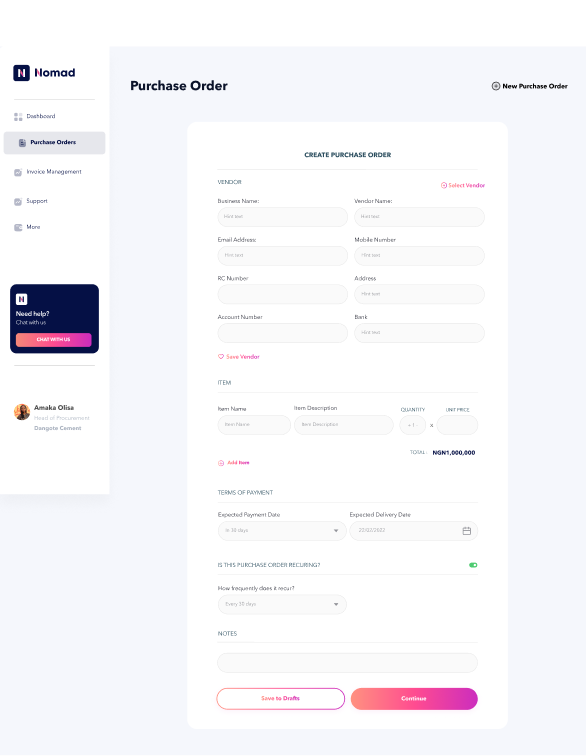 Nomad
Dashboard
Purchase Orders
Invoice Management
Support
More
N
Need help?
Chat with us
CHAT WITH US
Amaka Olisa
Head of Procurement
Dangote Cement
Purchase Order
New Purchase Order
CREATE PURCHASE ORDER
VENDOR
Select Vendor
Business Name:
Vendor Name:
Hint text
Hint text
Email Address:
Mobile Number
Hint text
Hint text
RC Number
Address
Hint text
Account Number
Bank
Hint text
Save Vendor
ITEM
Item Name
Item Description
QUANTITY
UNIT PRICE
Item Name
Item Description
x
TOTAL:
NGN1,000,000
Add Item
TERMS OF PAYMENT
Expected Payment Date
Expected Delivery Date
In 30 days
22/02/2022
IS THIS PURCHASE ORDER RECURING?
How frequently does it recur?
Every 30 days
NOTES
Save to Drafts
Continue